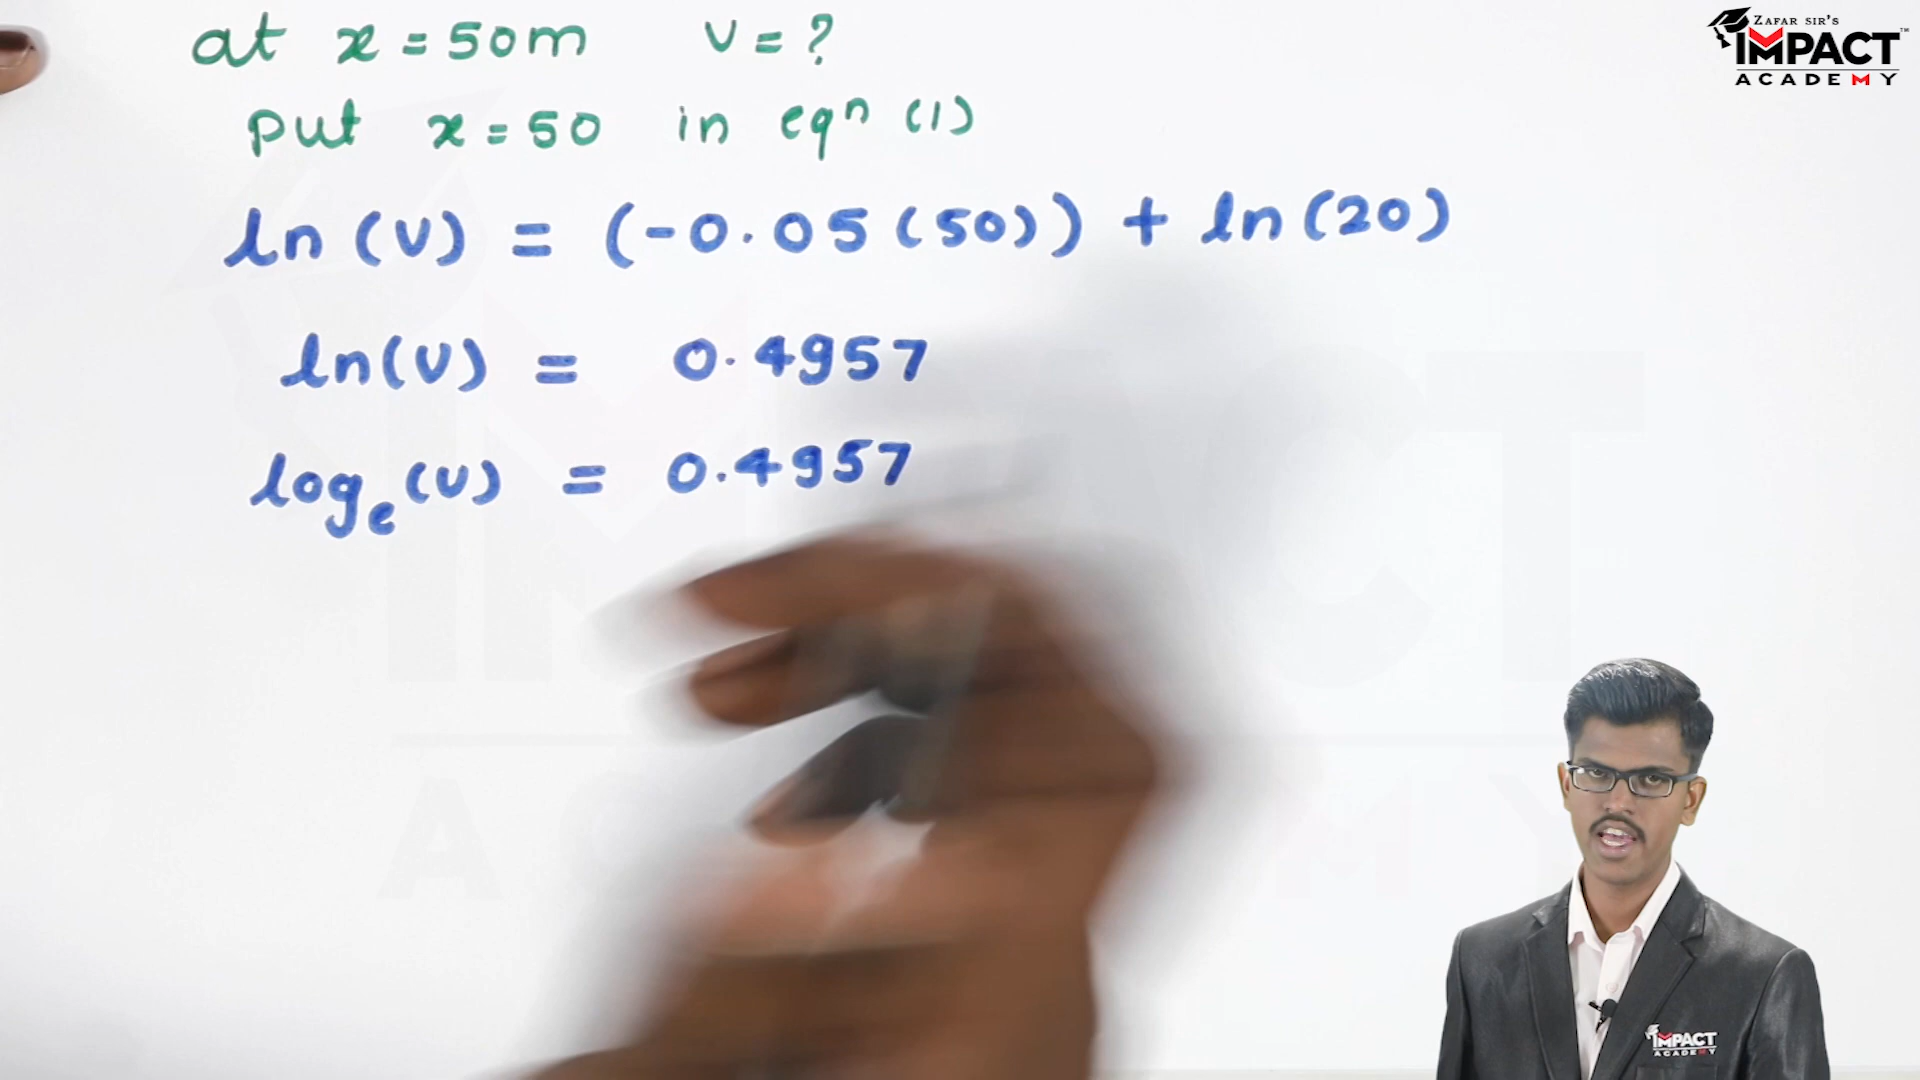 at x = 50m v = ?
put x = 50 in eqⁿ (1)
ln (v) = (-0.05 (50)) + ln (20)
ln(v) = 0.4957
logₑ (v) = 0.4957
ZAFAR SIR'S
IMPACT™
ACADEMY
IMPACT
ACADEMY